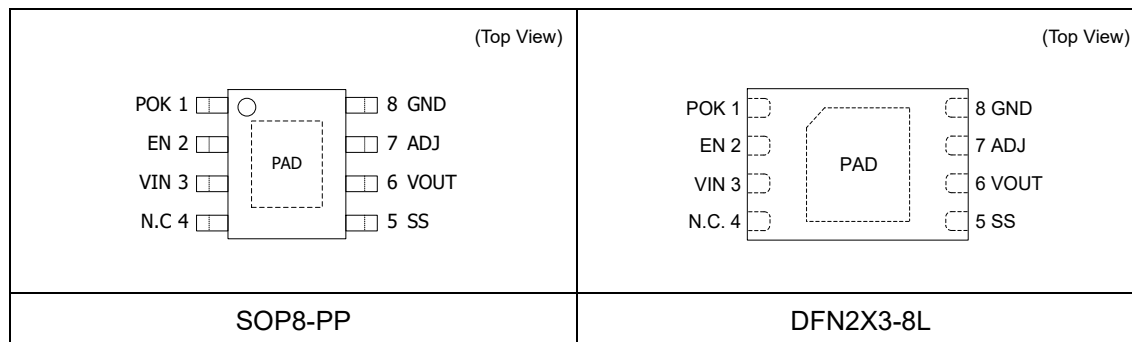 (Top View)
POK 1
EN 2
VIN 3
N.C 4
PAD
8 GND
7 ADJ
6 VOUT
5 SS
SOP8-PP
(Top View)
POK 1
EN 2
VIN 3
N.C. 4
PAD
8 GND
7 ADJ
6 VOUT
5 SS
DFN2X3-8L